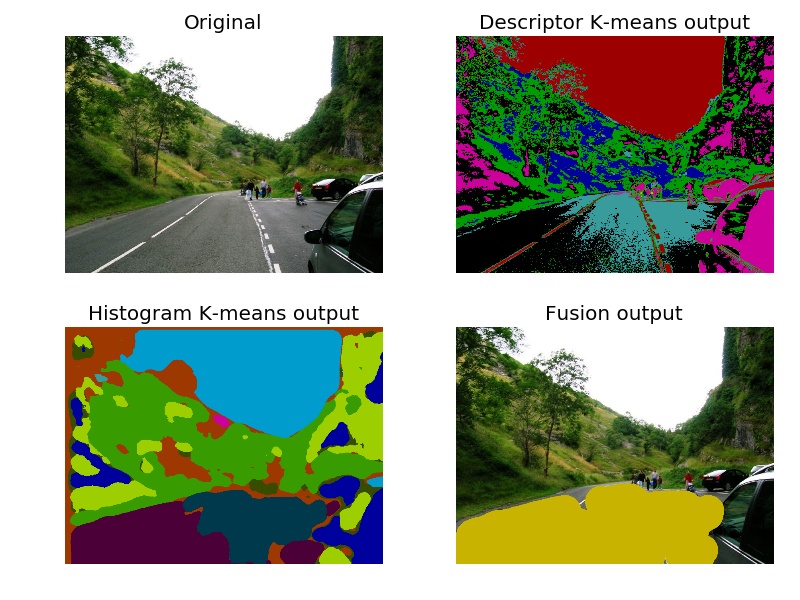 Original
Descriptor K-means output
Histogram K-means output
Fusion output